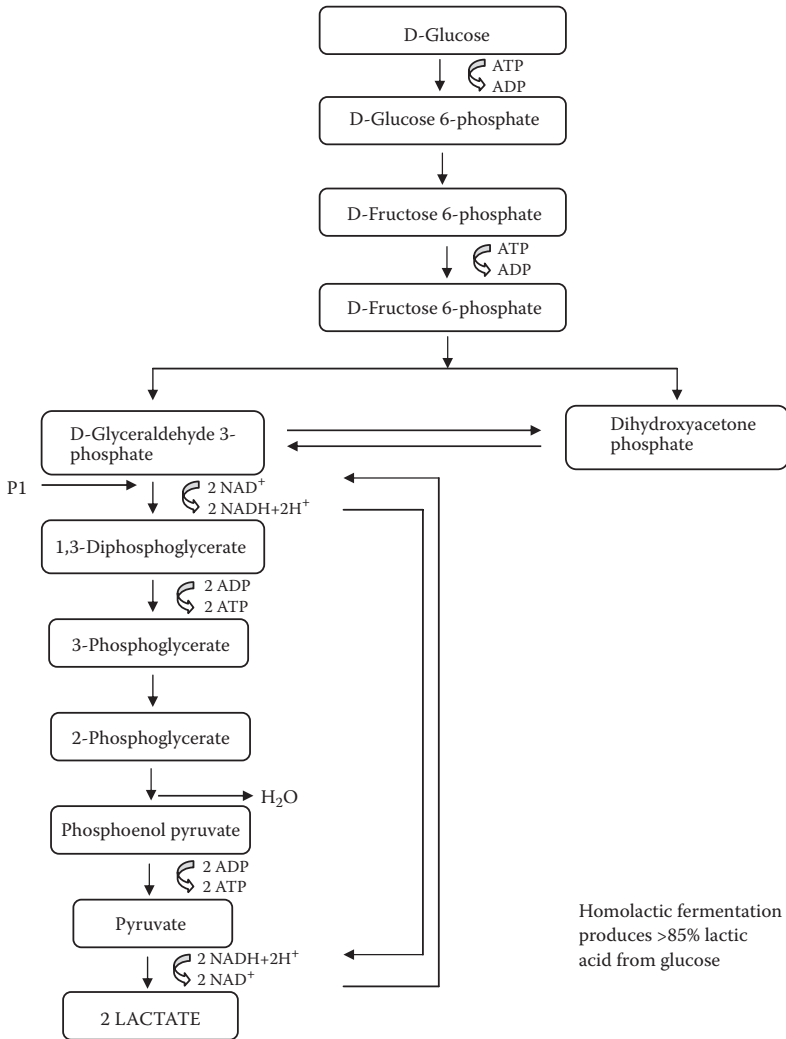 D-Glucose
ATP
ADP
D-Glucose 6-phosphate
D-Fructose 6-phosphate
ATP
ADP
D-Fructose 6-phosphate
D-Glyceraldehyde 3-
phosphate
Dihydroxyacetone
phosphate
P1
2 NAD⁺
2 NADH+2H⁺
1,3-Diphosphoglycerate
2 ADP
2 ATP
3-Phosphoglycerate
2-Phosphoglycerate
H₂O
Phosphoenol pyruvate
2 ADP
2 ATP
Pyruvate
2 NADH+2H⁺
2 NAD⁺
2 LACTATE
Homolactic fermentation
produces >85% lactic
acid from glucose